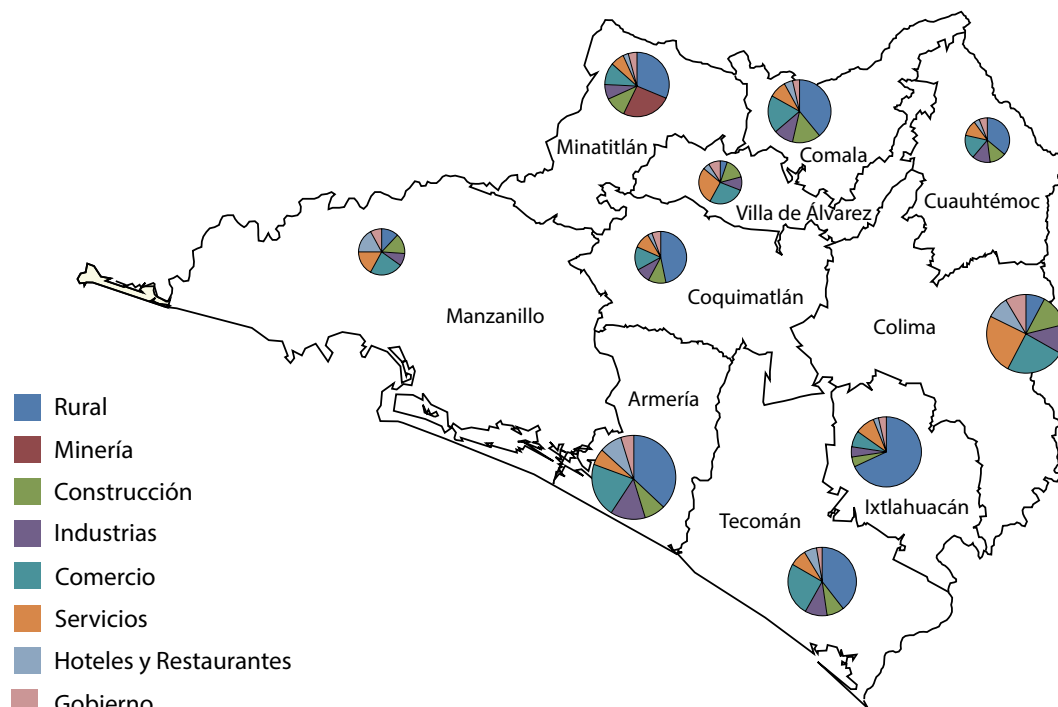 Minatitlán
Comala
Villa de Álvarez
Cuauhtémoc
Coquimatlán
Manzanillo
Colima
Armería
Ixtlahuacán
Tecomán
Rural
Minería
Construcción
Industrias
Comercio
Servicios
Hoteles y Restaurantes
Gobierno